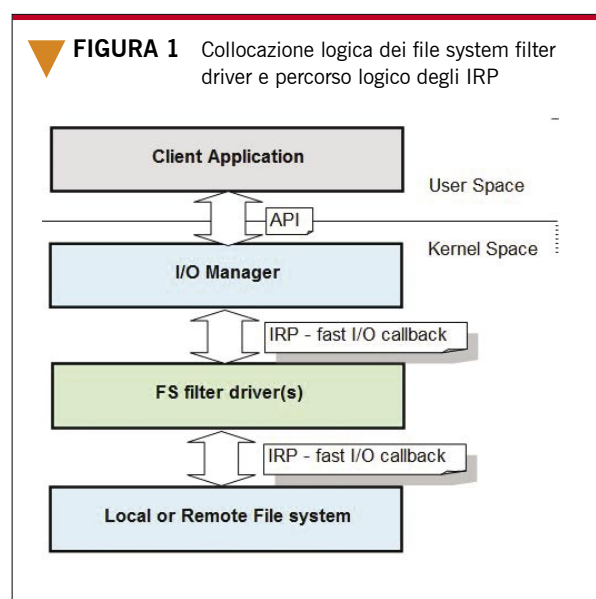 FIGURA 1 Collocazione logica dei file system filter
driver e percorso logico degli IRP
Client Application
User Space
API
Kernel Space
I/O Manager
IRP - fast I/O callback
FS filter driver(s)
IRP - fast I/O callback
Local or Remote File system